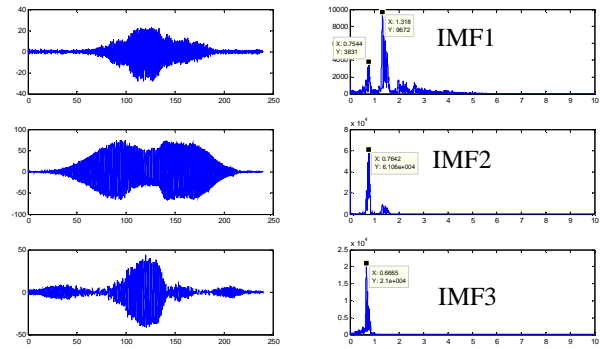 40
20
0
-20
-40
0 50 100 150 200 250
10000
8000
6000
4000
2000
0
X: 1.318
Y: 9672
X: 0.7544
Y: 3831
IMF1
0 1 2 3 4 5 6 7 8 9 10
100
50
0
-50
-100
0 50 100 150 200 250
x 10^4
8
6
4
2
0
X: 0.7642
Y: 6.106e+004
IMF2
0 1 2 3 4 5 6 7 8 9 10
50
0
-50
0 50 100 150 200 250
x 10^4
2.5
2
1.5
1
0.5
0
X: 0.6665
Y: 2.1e+004
IMF3
0 1 2 3 4 5 6 7 8 9 10